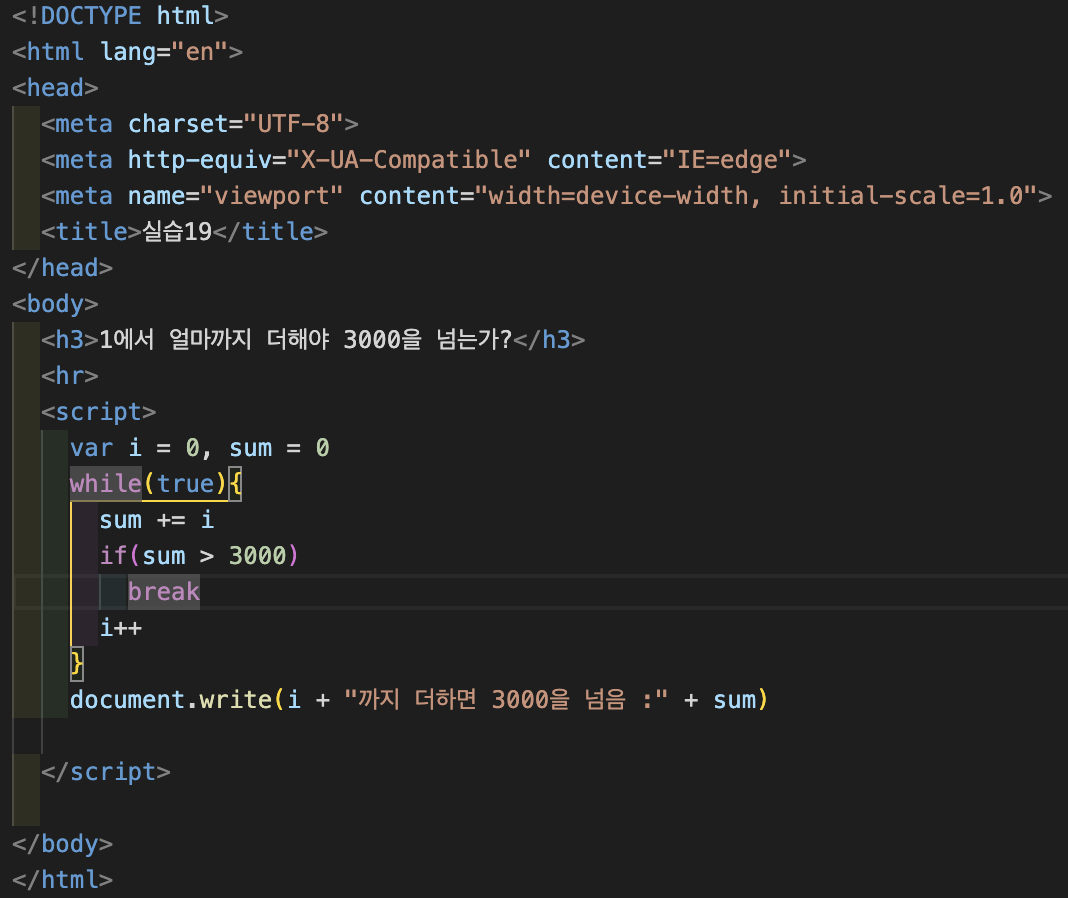 <!DOCTYPE html>
<html lang="en">
<head>
    <meta charset="UTF-8">
    <meta http-equiv="X-UA-Compatible" content="IE=edge">
    <meta name="viewport" content="width=device-width, initial-scale=1.0">
    <title>실습19</title>
</head>
<body>
    <h3>1에서 얼마까지 더해야 3000을 넘는가?</h3>
    <hr>
    <script>
        var i = 0, sum = 0
        while(true){
            sum += i
            if(sum > 3000)
                break
            i++
        }
        document.write(i + "까지 더하면 3000을 넘음 :" + sum)
    </script>
</body>
</html>